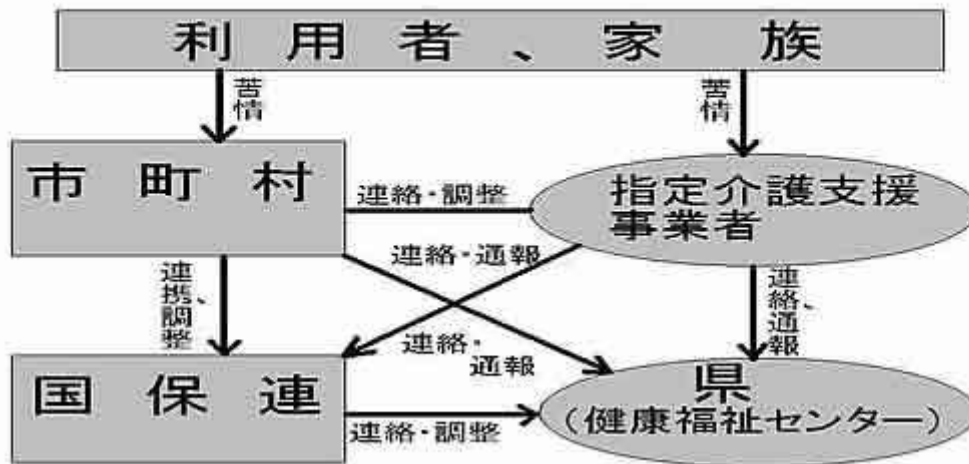 利用者、家族
苦情
苦情
市町村
連絡・調整
指定介護支援
事業者
連絡・通報
連携、調整
連絡、通報
連絡・
通報
国保連
連絡・調整
県
(健康福祉センター)